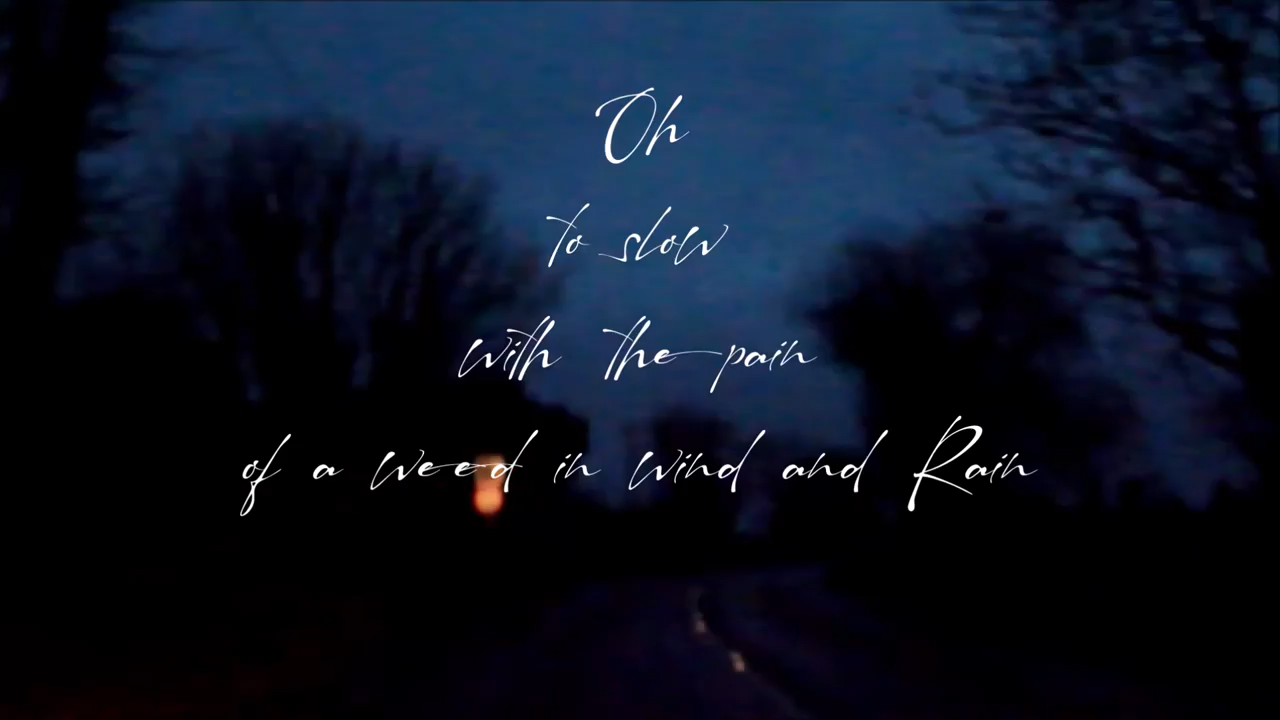 Oh
to slow
with the pain
of a weed in wind and Rain